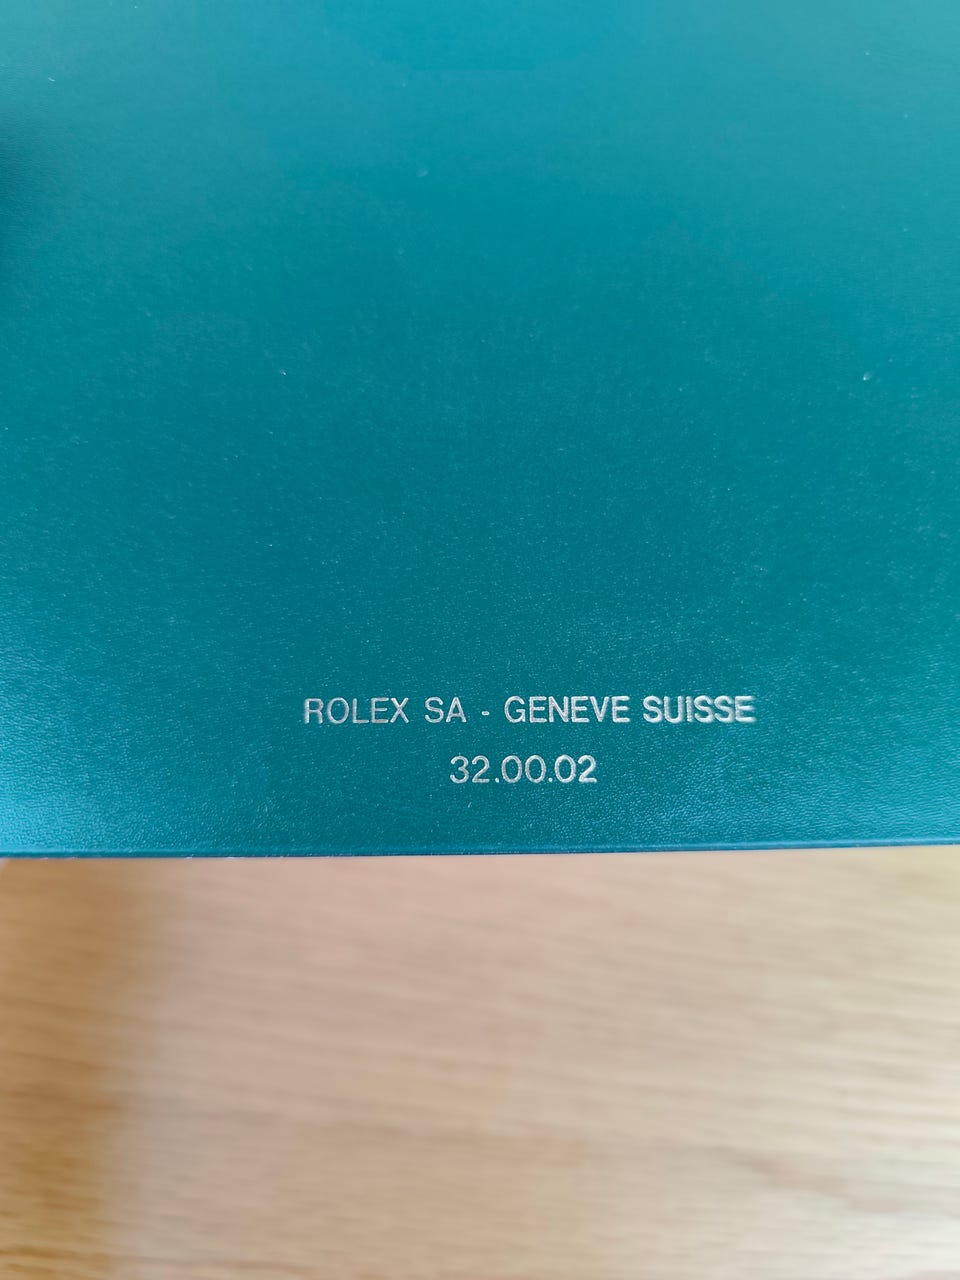 ROLEX SA - GENEVE SUISSE
32.00.02